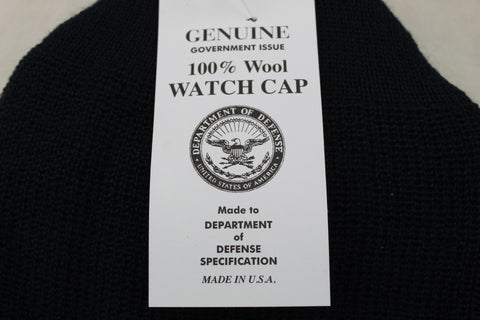 GENUINE
GOVERNMENT ISSUE
100% Wool
WATCH CAP
DEPARTMENT OF DEFENSE
UNITED STATES OF AMERICA
Made to
DEPARTMENT
of
DEFENSE
SPECIFICATION
MADE IN U.S.A.